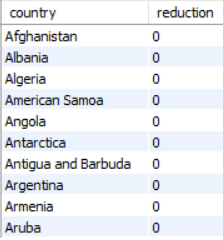 country reduction
Afghanistan 0
Albania 0
Algeria 0
American Samoa 0
Angola 0
Antarctica 0
Antigua and Barbuda 0
Argentina 0
Armenia 0
Aruba 0